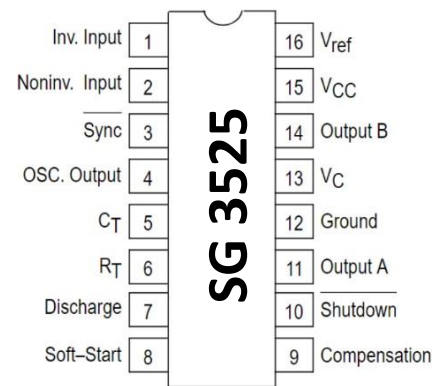 Inv. Input 1
Noninv. Input 2
Sync 3
OSC. Output 4
CT 5
RT 6
Discharge 7
Soft–Start 8
SG 3525
16 Vref
15 VCC
14 Output B
13 VC
12 Ground
11 Output A
10 Shutdown
9 Compensation